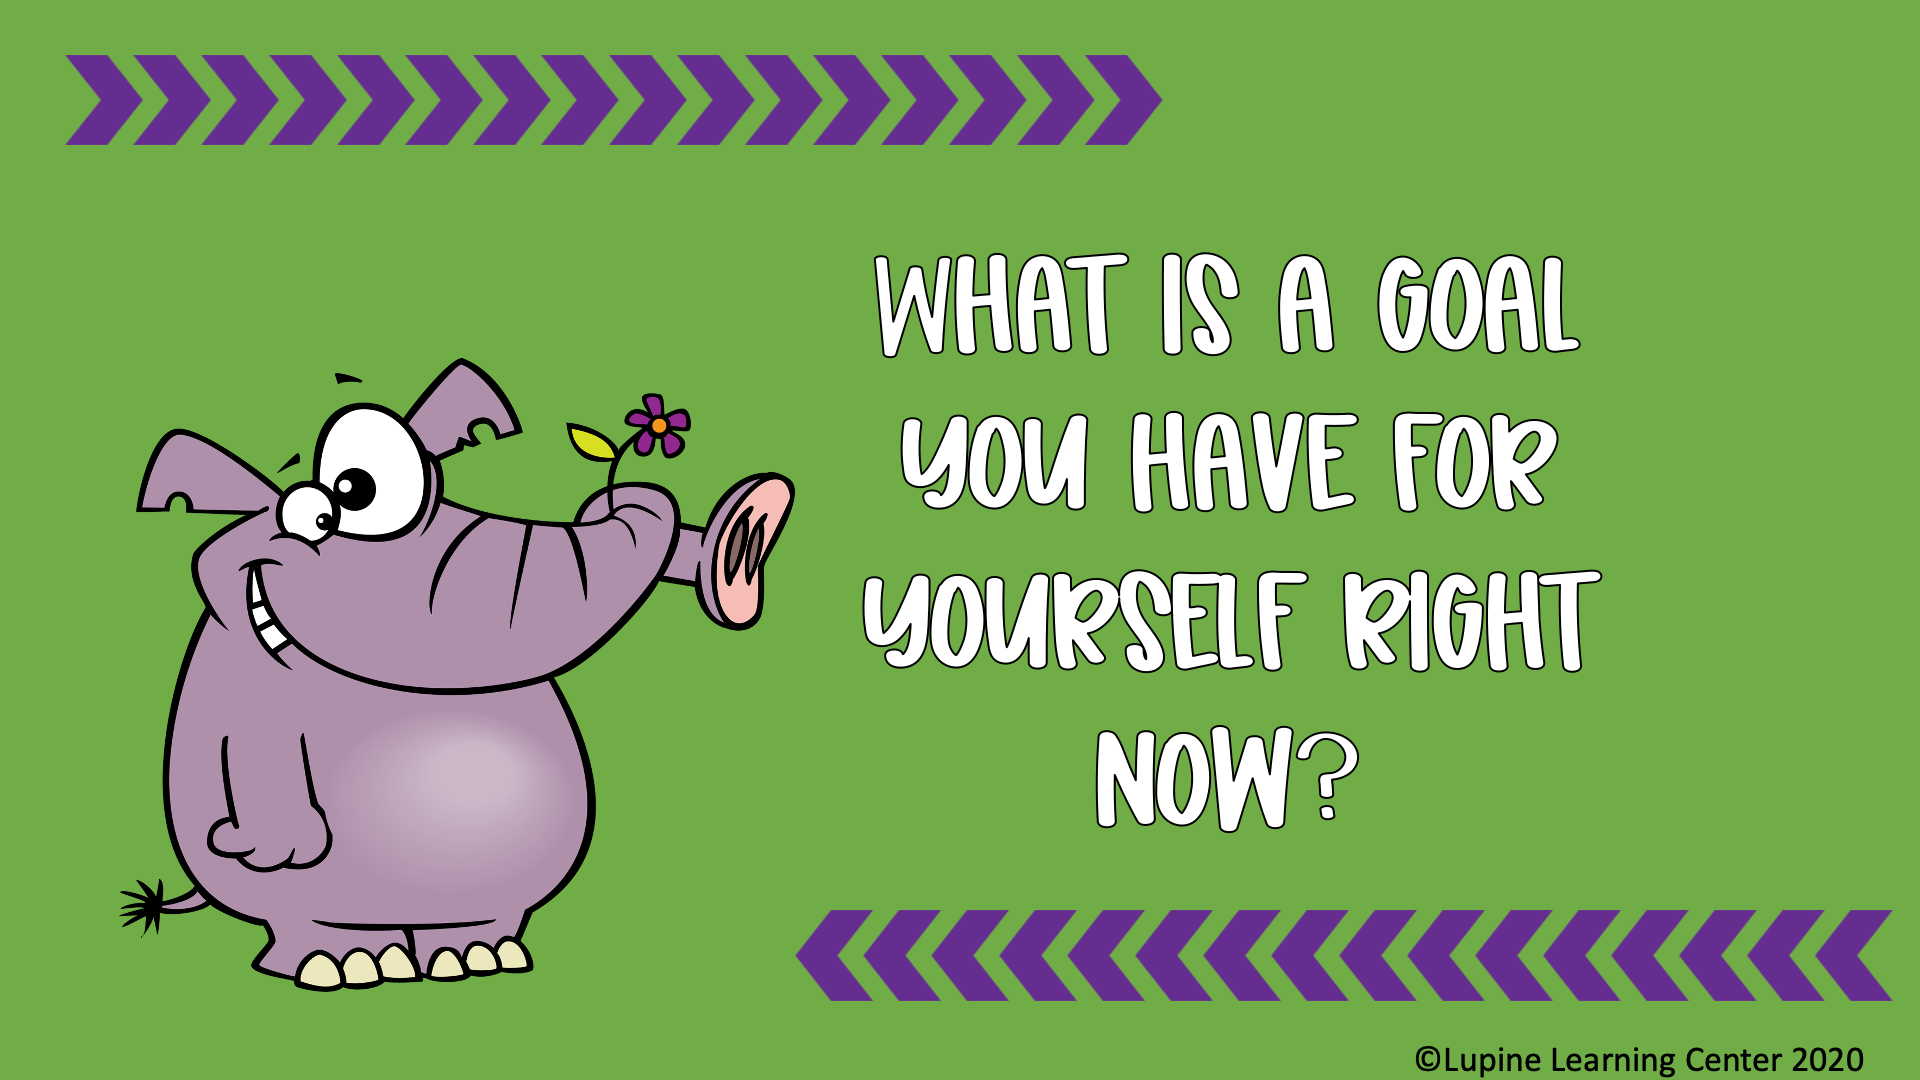 WHAT IS A GOAL
YOU HAVE FOR
YOURSELF RIGHT
NOW?
©Lupine Learning Center 2020